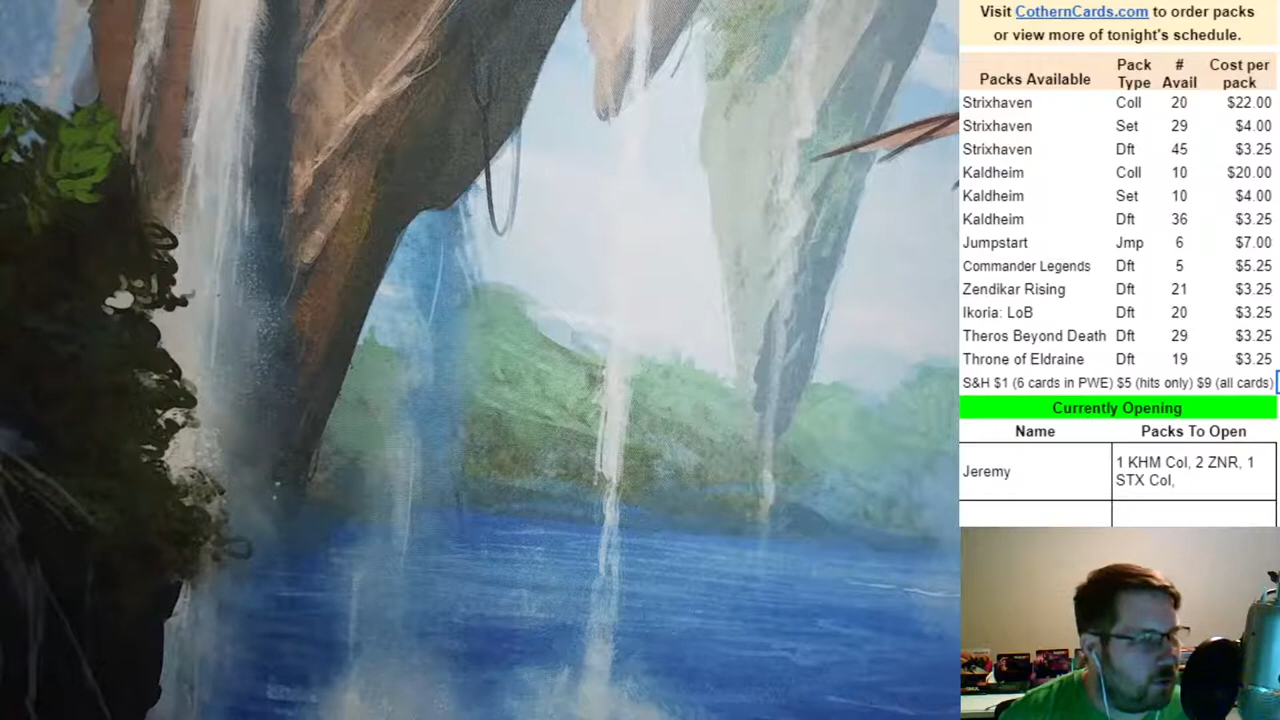 Visit CothernCards.com to order packs
or view more of tonight's schedule.
Packs Available Pack Type # Avail Cost per pack
Strixhaven Coll 20 $22.00
Strixhaven Set 29 $4.00
Strixhaven Dft 45 $3.25
Kaldheim Coll 10 $20.00
Kaldheim Set 10 $4.00
Kaldheim Dft 36 $3.25
Jumpstart Jmp 6 $7.00
Commander Legends Dft 5 $5.25
Zendikar Rising Dft 21 $3.25
Ikoria: LoB Dft 20 $3.25
Theros Beyond Death Dft 29 $3.25
Throne of Eldraine Dft 19 $3.25
S&H $1 (6 cards in PWE) $5 (hits only) $9 (all cards)
Currently Opening
Name Packs To Open
Jeremy 1 KHM Col, 2 ZNR, 1
STX Col,